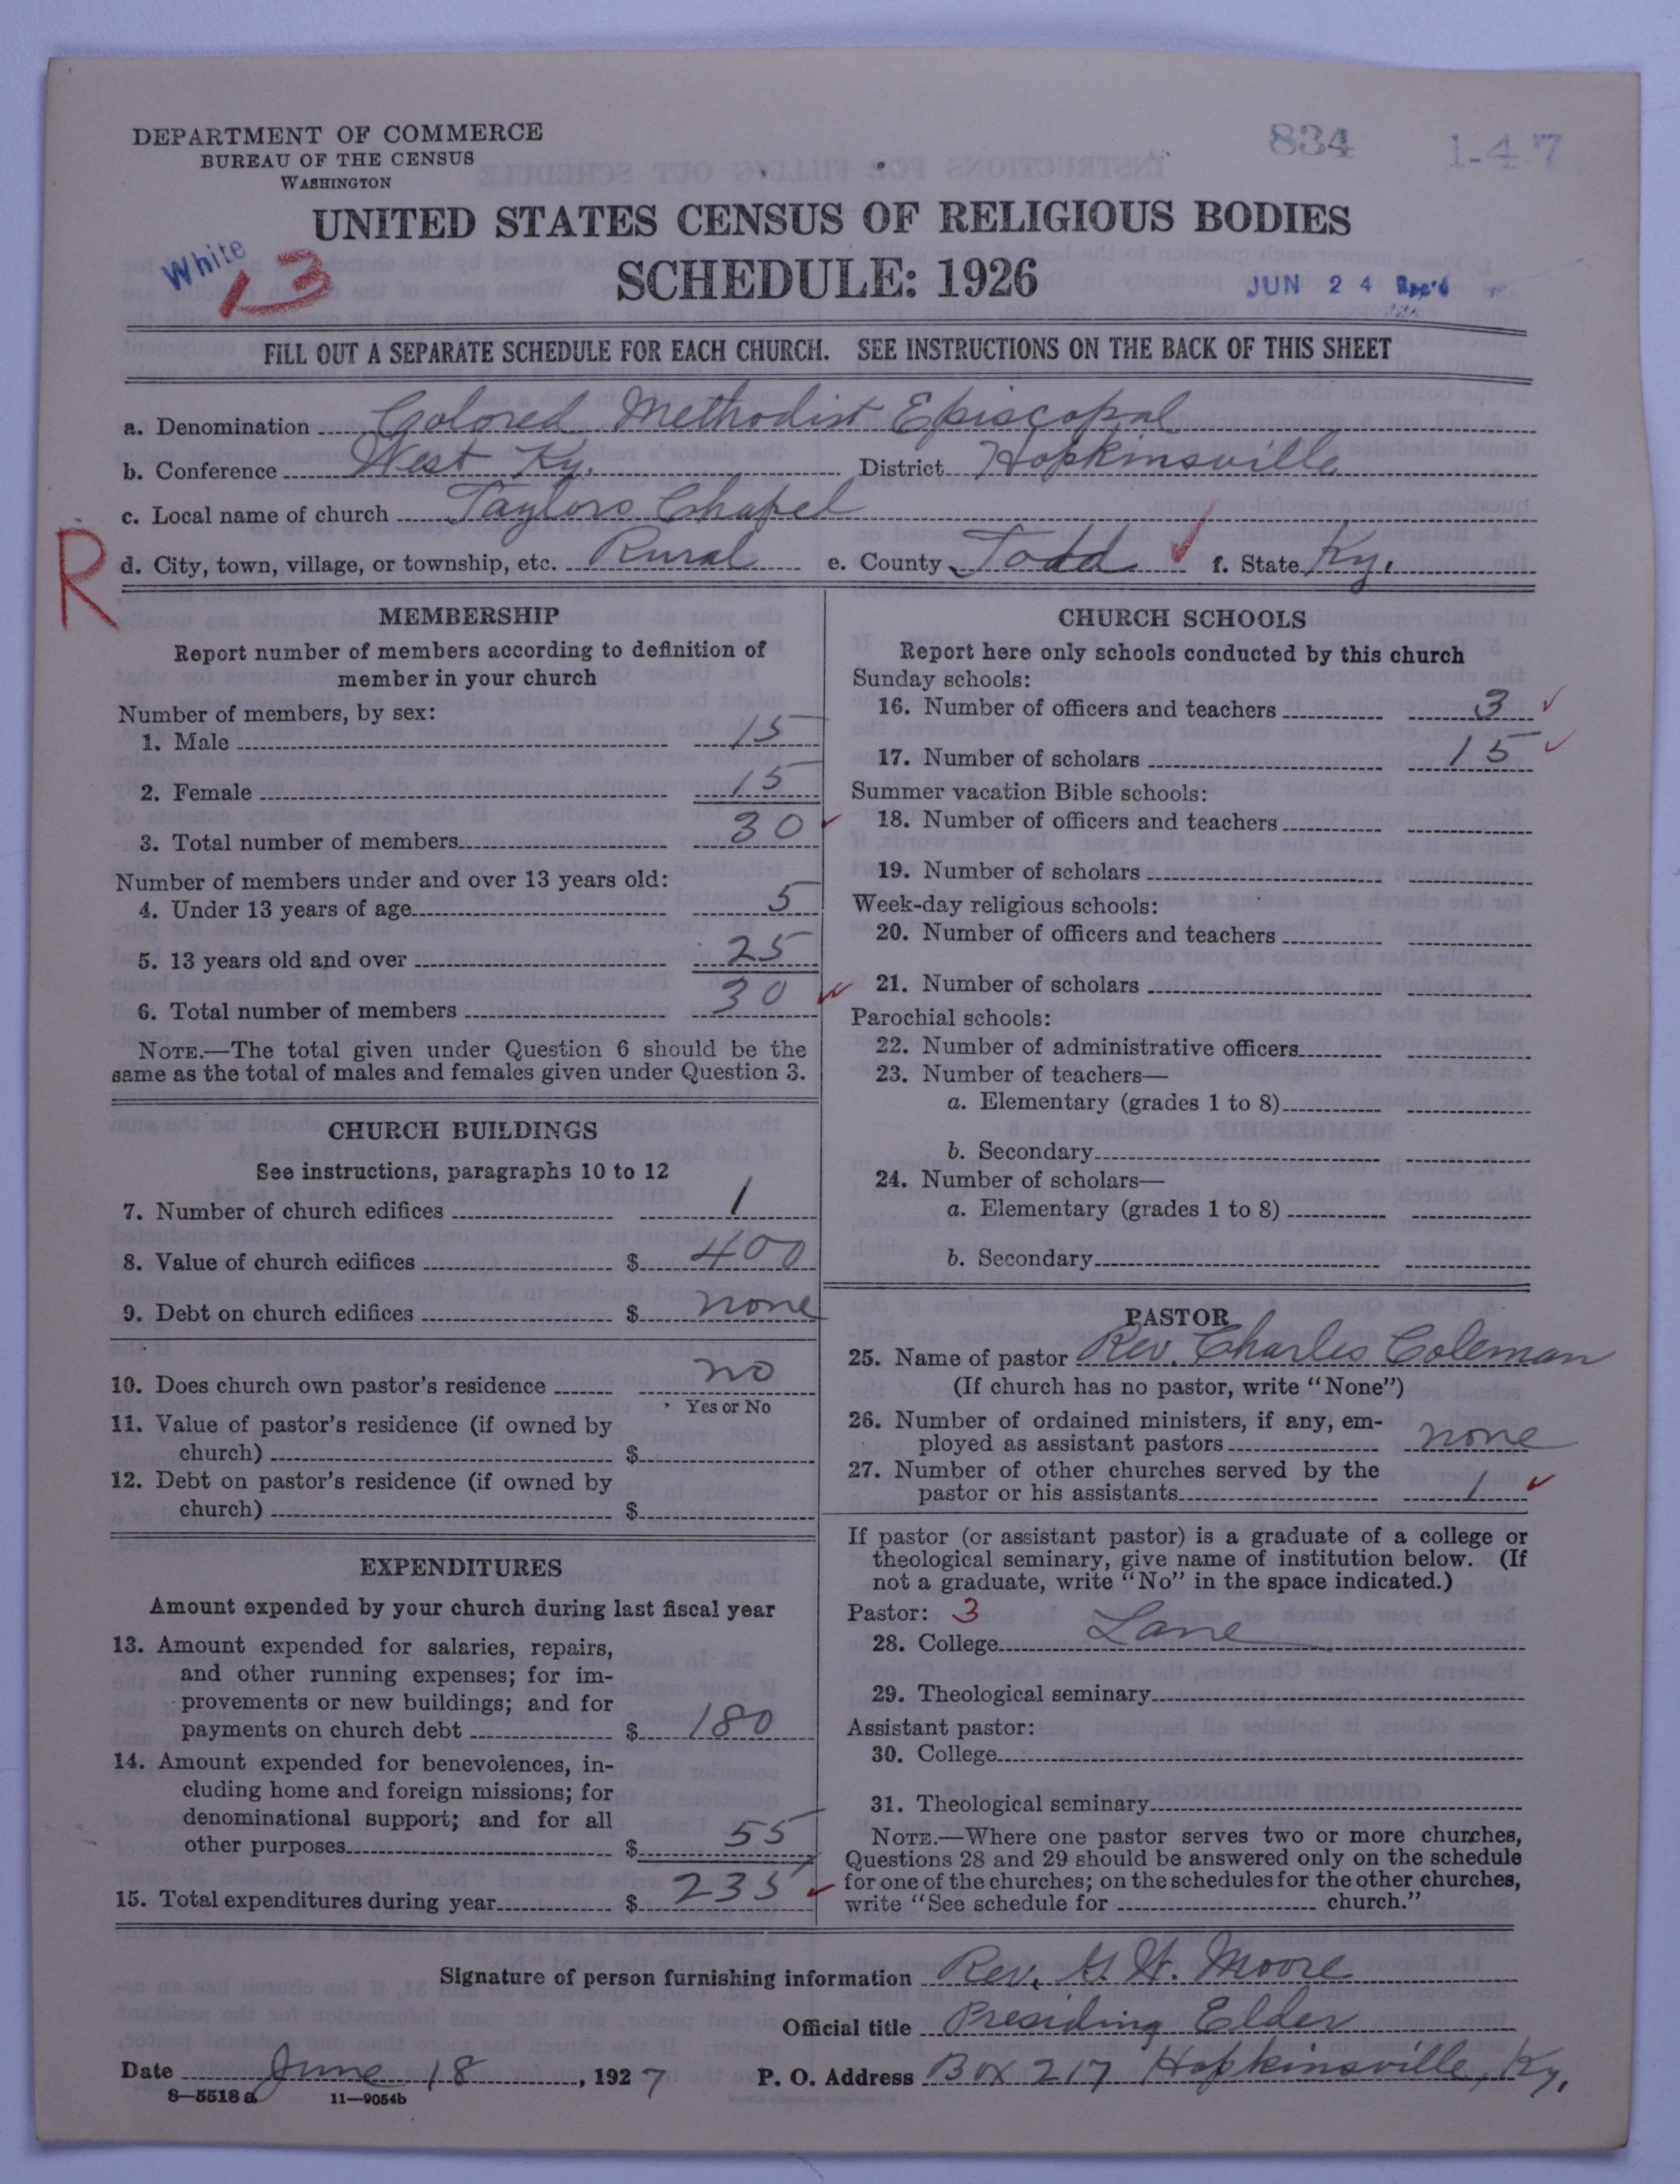 DEPARTMENT OF COMMERCE
BUREAU OF THE CENSUS
WASHINGTON
834
1-4-7
UNITED STATES CENSUS OF RELIGIOUS BODIES
White
13
SCHEDULE: 1926
JUN 24 Rec'd
FILL OUT A SEPARATE SCHEDULE FOR EACH CHURCH. SEE INSTRUCTIONS ON THE BACK OF THIS SHEET
a. Denomination Colored Methodist Episcopal
b. Conference West Ky. District Hopkinsville
c. Local name of church Taylors Chapel
R
d. City, town, village, or township, etc. Rural e. County Todd f. State Ky.
MEMBERSHIP
Report number of members according to definition of
member in your church
Number of members, by sex:
1. Male 15
2. Female 15
3. Total number of members 30
Number of members under and over 13 years old:
4. Under 13 years of age 5
5. 13 years old and over 25
6. Total number of members 30
NOTE.—The total given under Question 6 should be the
same as the total of males and females given under Question 3.
CHURCH BUILDINGS
See instructions, paragraphs 10 to 12
7. Number of church edifices 1
8. Value of church edifices $ 400
9. Debt on church edifices $ none
10. Does church own pastor's residence no
Yes or No
11. Value of pastor's residence (if owned by
church) $
12. Debt on pastor's residence (if owned by
church) $
EXPENDITURES
Amount expended by your church during last fiscal year
13. Amount expended for salaries, repairs,
and other running expenses; for im-
provements or new buildings; and for
payments on church debt $ 180
14. Amount expended for benevolences, in-
cluding home and foreign missions; for
denominational support; and for all
other purposes $ 55
15. Total expenditures during year $ 235
CHURCH SCHOOLS
Report here only schools conducted by this church
Sunday schools:
16. Number of officers and teachers 3
17. Number of scholars 15
Summer vacation Bible schools:
18. Number of officers and teachers
19. Number of scholars
Week-day religious schools:
20. Number of officers and teachers
21. Number of scholars
Parochial schools:
22. Number of administrative officers
23. Number of teachers—
a. Elementary (grades 1 to 8)
b. Secondary
24. Number of scholars—
a. Elementary (grades 1 to 8)
b. Secondary
PASTOR
25. Name of pastor Rev. Charles Coleman
(If church has no pastor, write "None")
26. Number of ordained ministers, if any, em-
ployed as assistant pastors none
27. Number of other churches served by the
pastor or his assistants 1
If pastor (or assistant pastor) is a graduate of a college or
theological seminary, give name of institution below. (If
not a graduate, write "No" in the space indicated.)
Pastor: 3
28. College Lane
29. Theological seminary
Assistant pastor:
30. College
31. Theological seminary
NOTE.—Where one pastor serves two or more churches,
Questions 28 and 29 should be answered only on the schedule
for one of the churches; on the schedules for the other churches,
write "See schedule for church."
Signature of person furnishing information Rev. G. W. Moore
Official title Presiding Elder
Date June 18, 1927 P. O. Address Box 217 Hopkinsville, Ky.
8—5518a 11—9054b